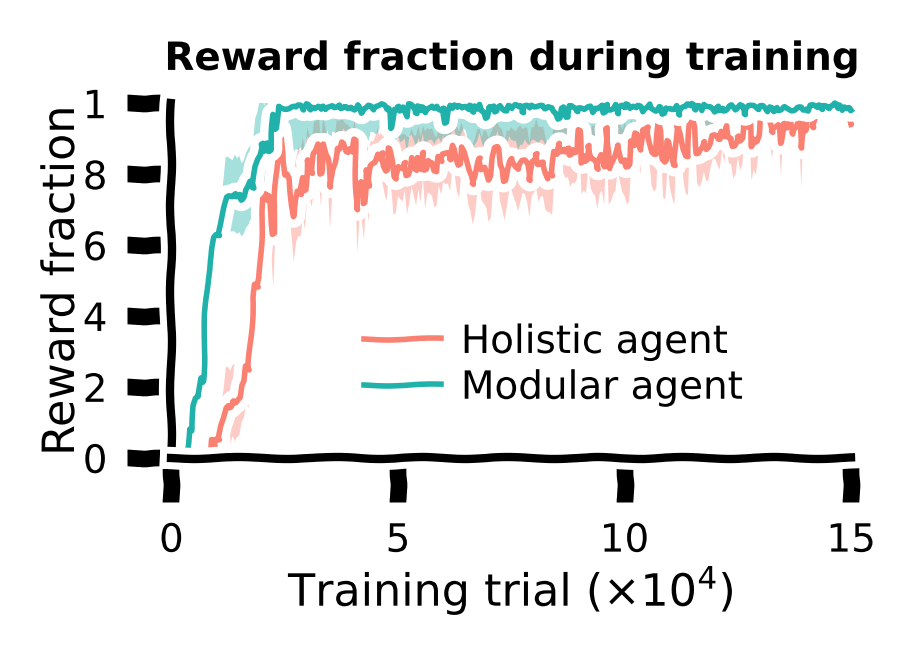 Reward fraction during training
Reward fraction
1
8
6
4
2
0
Holistic agent
Modular agent
0 5 10 15
Training trial (×10⁴)